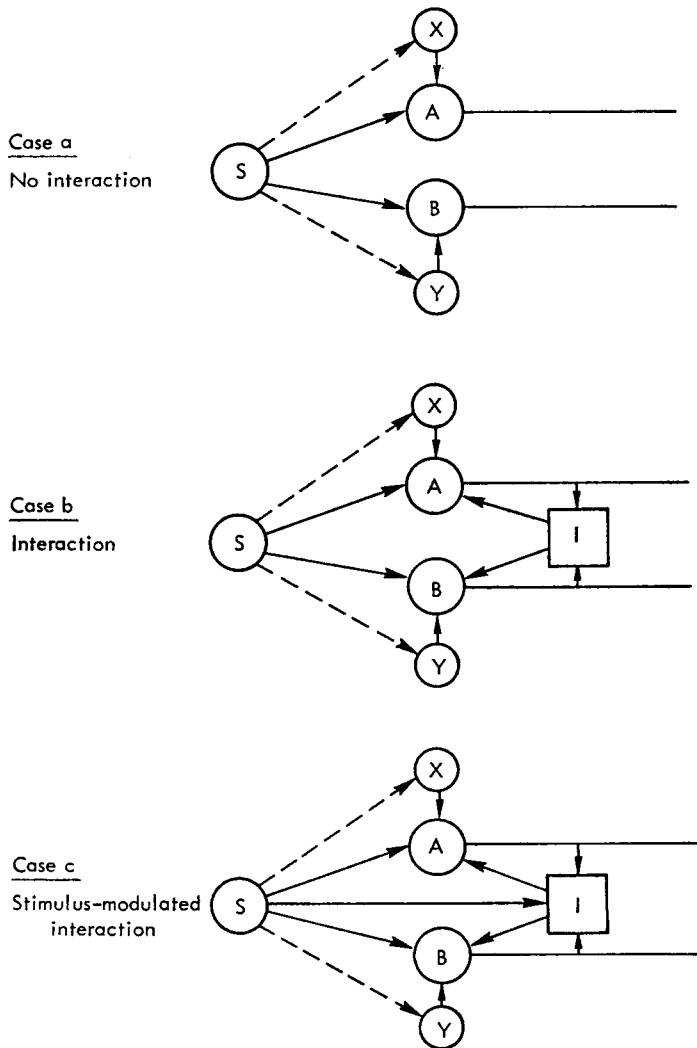 X
Case a
A
S
No interaction
B
Y
X
A
Case b
S
I
Interaction
B
Y
X
A
Case c
S
I
Stimulus-modulated
interaction
B
Y